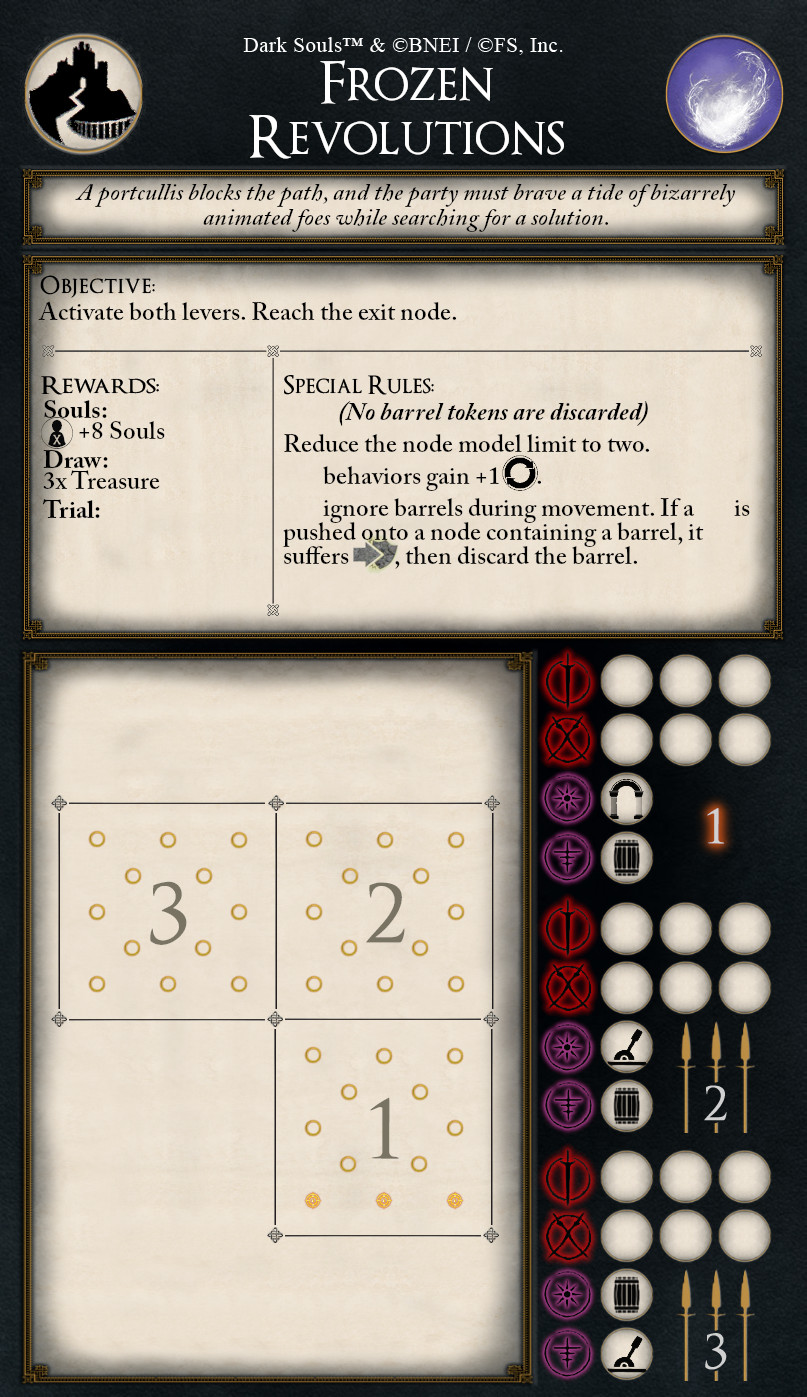 Dark Souls™ & ©BNEI / ©FS, Inc.
Frozen
Revolutions
A portcullis blocks the path, and the party must brave a tide of bizarrely
animated foes while searching for a solution.
Objective:
Activate both levers. Reach the exit node.
Rewards:
Souls:
X +8 Souls
Draw:
3x Treasure
Trial:
Special Rules:
(No barrel tokens are discarded)
Reduce the node model limit to two.
behaviors gain +1 .
ignore barrels during movement. If a is
pushed onto a node containing a barrel, it
suffers , then discard the barrel.
3
2
1
1
2
3